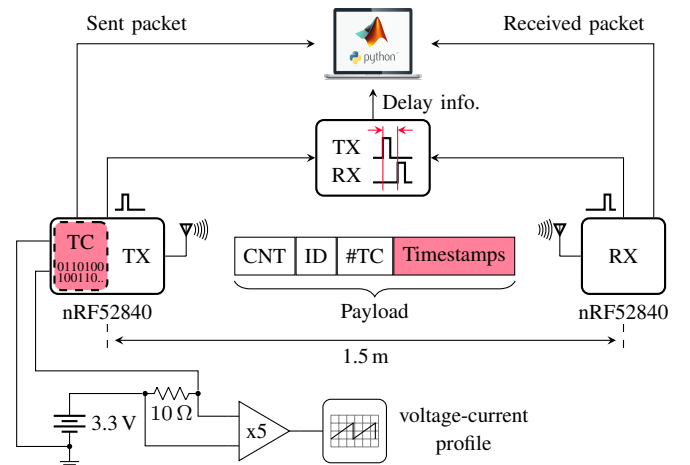 Sent packet
Received packet
python
Delay info.
TX
RX
TC
0110100
100110..
TX
CNT ID #TC Timestamps
RX
nRF52840
Payload
nRF52840
1.5 m
3.3 V
10 Ω
x5
voltage-current
profile